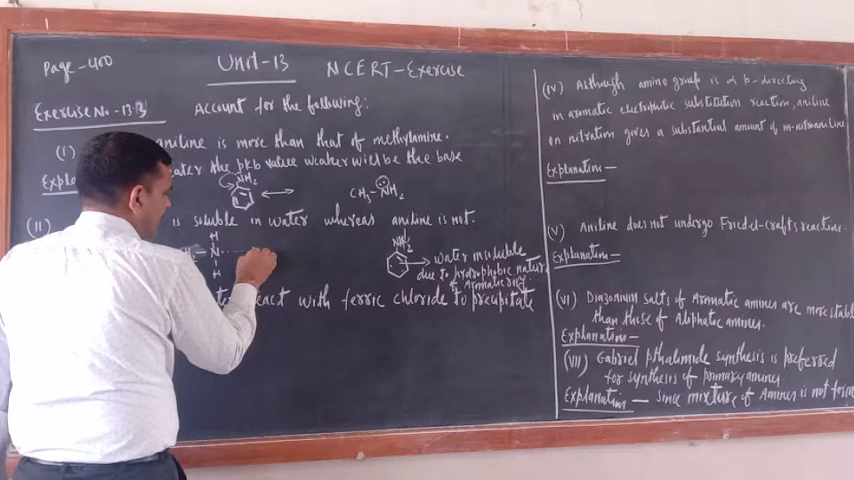 Page-400
Unit-13
NCERT-Exercise
Exercise No-13.3
Account for the following:
(i) aniline is more than that of methylamine.
the pkb value weaker will be the base
NH2
CH3-NH2
(ii) is soluble in water whereas aniline is not.
H
N
H
NH2
water insoluble
due to hydrophobic nature
of Aromatic
react with ferric chloride to precipitate
(iv) Although amino group is o & p-directing
in aromatic electrophilic substitution reaction, aniline
on nitration gives a substantial amount of m-nitroaniline
Explanation-
(v) Aniline does not undergo Friedel-crafts reaction.
Explanation-
(vi) Diazonium salts of Aromatic amines are more stable
than those of Aliphatic amines.
Explanation-
(vii) Gabriel pthalimide synthesis is preferred
for synthesis of primary amines
Explanation- since mixture of Amines is not